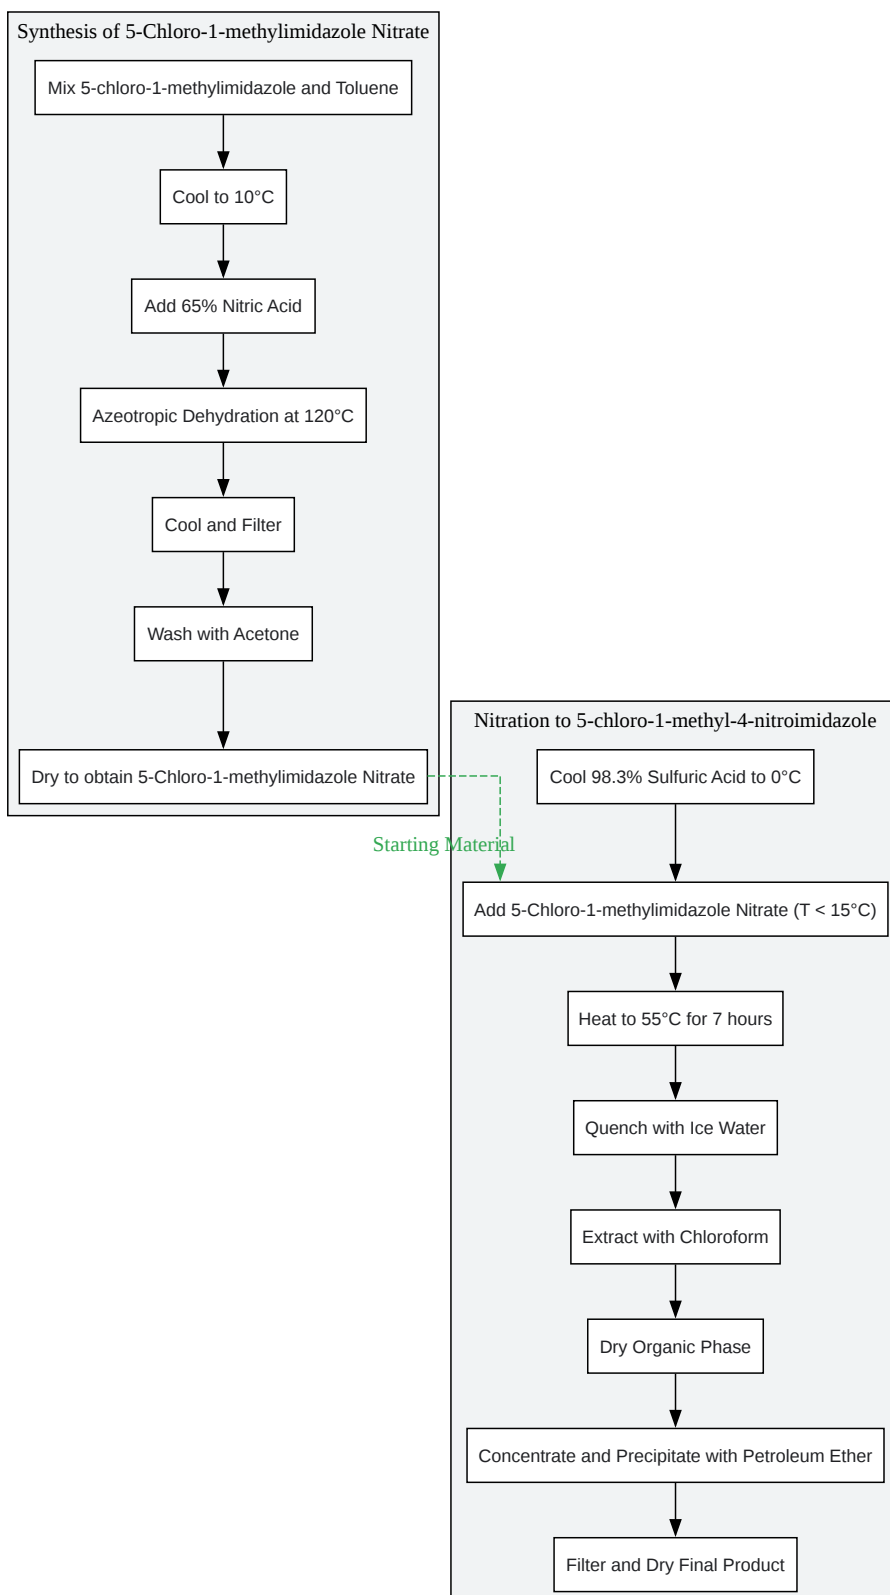 Synthesis of 5-Chloro-1-methylimidazole Nitrate
Mix 5-chloro-1-methylimidazole and Toluene
Cool to 10°C
Add 65% Nitric Acid
Azeotropic Dehydration at 120°C
Cool and Filter
Wash with Acetone
Dry to obtain 5-Chloro-1-methylimidazole Nitrate
Starting Material
Nitration to 5-chloro-1-methyl-4-nitroimidazole
Cool 98.3% Sulfuric Acid to 0°C
Add 5-Chloro-1-methylimidazole Nitrate (T < 15°C)
Heat to 55°C for 7 hours
Quench with Ice Water
Extract with Chloroform
Dry Organic Phase
Concentrate and Precipitate with Petroleum Ether
Filter and Dry Final Product